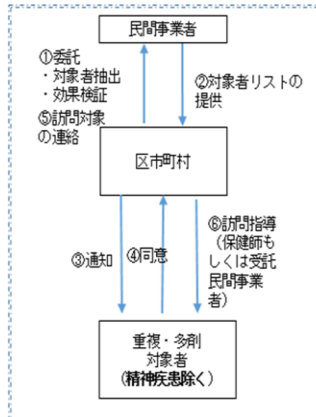 民間事業者
①委託
・対象者抽出
・効果検証
⑤訪問対象
の連絡
②対象者リストの
提供
区市町村
③通知
④同意
⑥訪問指導
（保健師も
しくは受託
民間事業
者）
重複・多剤
対象者
（精神疾患除く）